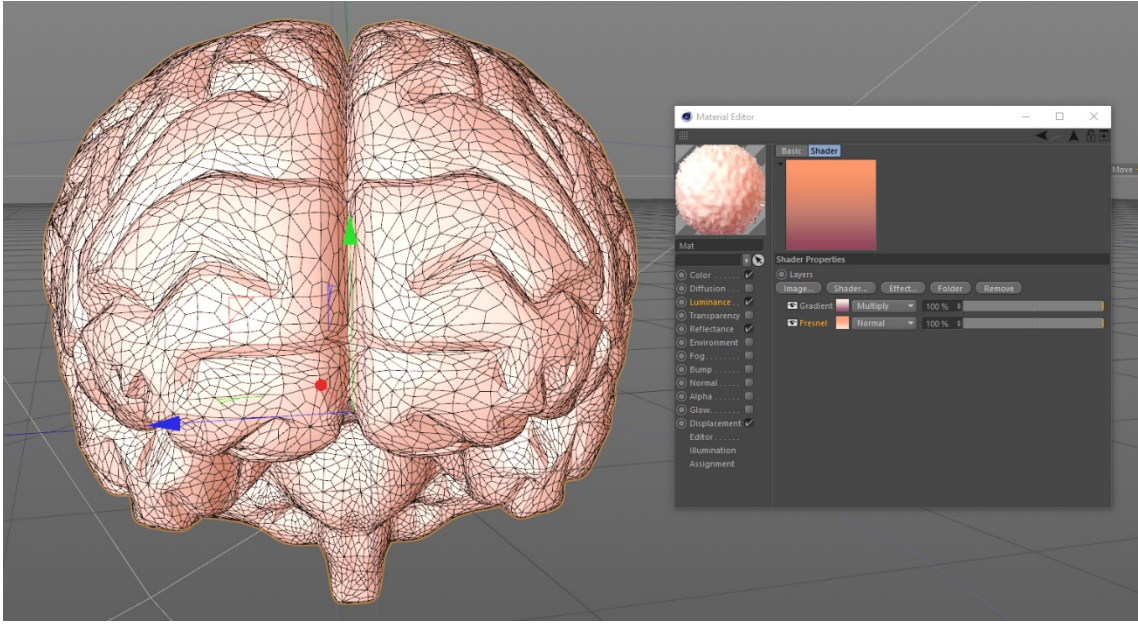 Material Editor
Move
Basic Shader
Mat
Shader Properties
Color ...... 
Layers
Diffusion .....
Image... Shader... Effect... Folder Remove
Luminance ..
Gradient Multiply 100 %
Transparency
Fresnel Normal 100 %
Reflectance
Environment
Fog........
Bump ......
Normal .....
Alpha ......
Glow.......
Displacement
Editor ......
Illumination
Assignment